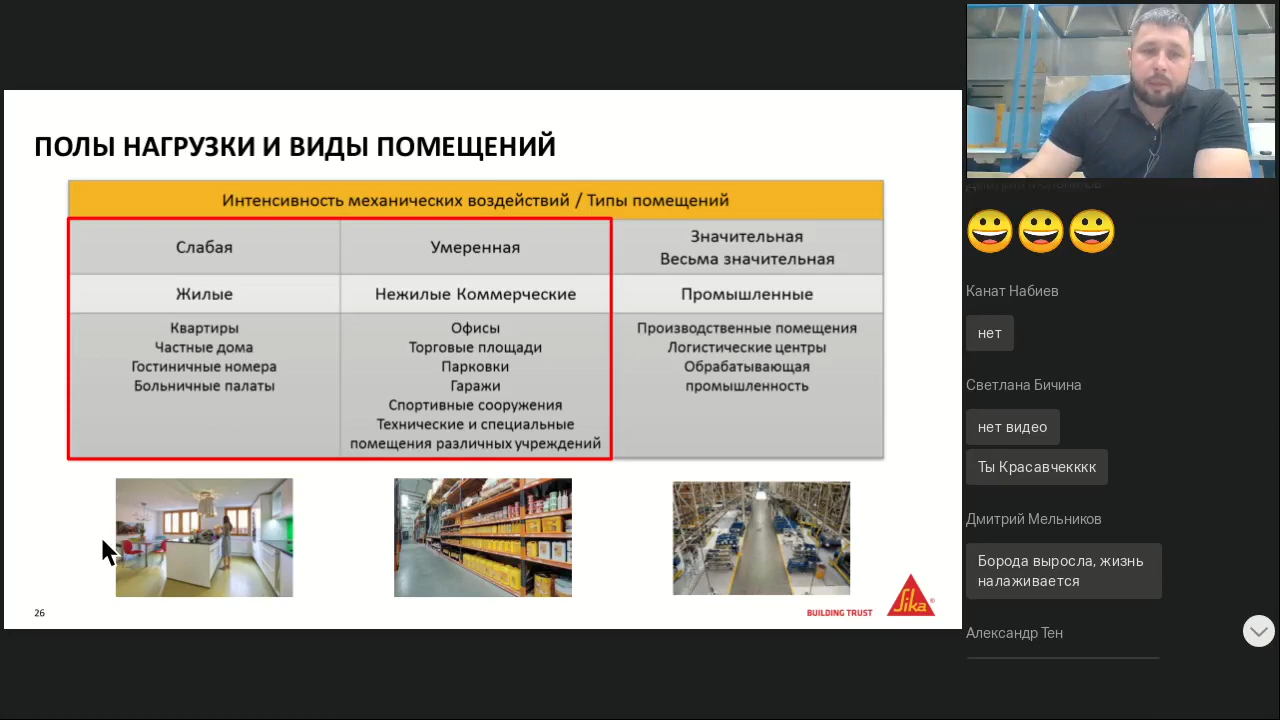 ПОЛЫ НАГРУЗКИ И ВИДЫ ПОМЕЩЕНИЙ
Интенсивность механических воздействий / Типы помещений
Слабая
Умеренная
Значительная
Весьма значительная
Жилые
Нежилые Коммерческие
Промышленные
Квартиры
Частные дома
Гостиничные номера
Больничные палаты
Офисы
Торговые площади
Парковки
Гаражи
Спортивные сооружения
Технические и специальные
помещения различных учреждений
Производственные помещения
Логистические центры
Обрабатывающая
промышленность
26
BUILDING TRUST
Sika®
Канат Набиев
нет
Светлана Бичина
нет видео
Ты Красавчекккк
Дмитрий Мельников
Борода выросла, жизнь
налаживается
Александр Тен